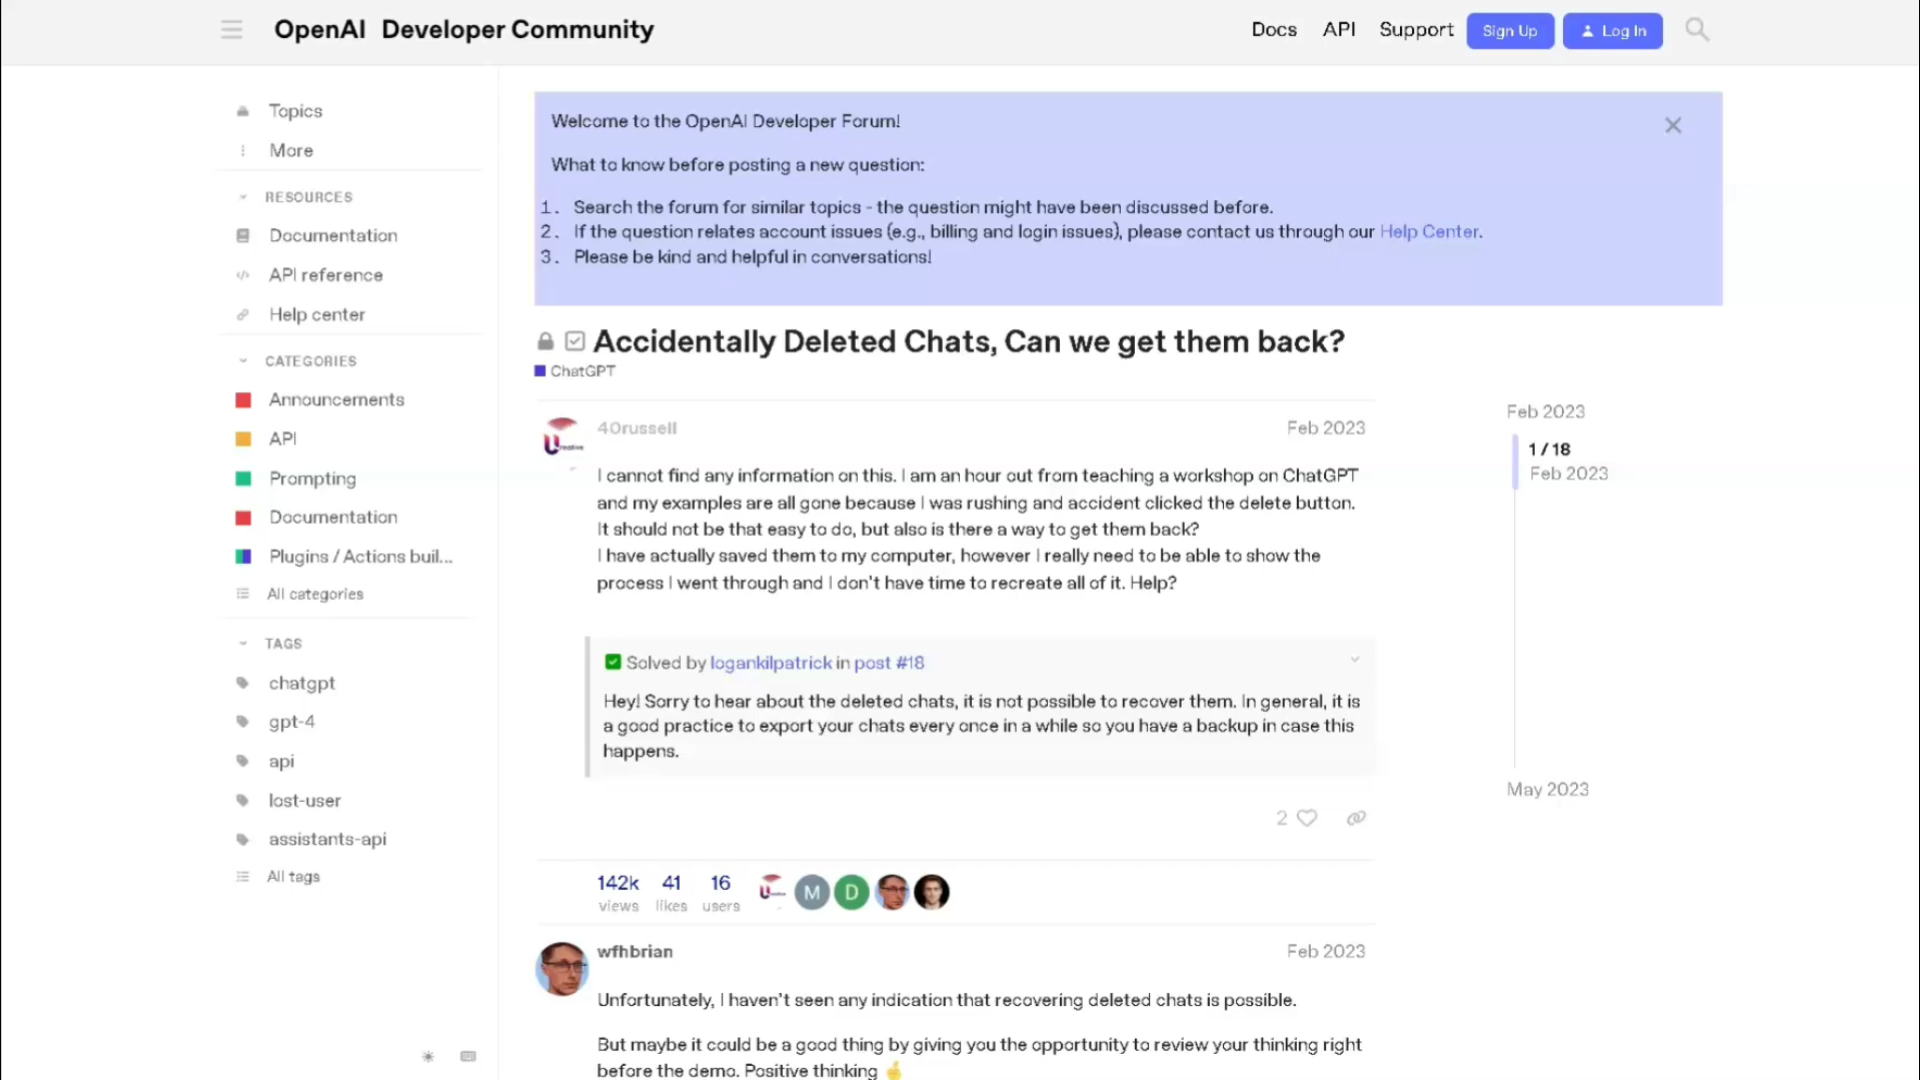 OpenAI Developer Community
Docs
API
Support
Sign Up
Log In
Topics
More
RESOURCES
Documentation
API reference
Help center
CATEGORIES
Announcements
API
Prompting
Documentation
Plugins / Actions buil...
All categories
TAGS
chatgpt
gpt-4
api
lost-user
assistants-api
All tags
Welcome to the OpenAI Developer Forum!
What to know before posting a new question:
1. Search the forum for similar topics - the question might have been discussed before.
2. If the question relates account issues (e.g., billing and login issues), please contact us through our Help Center.
3. Please be kind and helpful in conversations!
Accidentally Deleted Chats, Can we get them back?
ChatGPT
40russell
Feb 2023
I cannot find any information on this. I am an hour out from teaching a workshop on ChatGPT
and my examples are all gone because I was rushing and accident clicked the delete button.
It should not be that easy to do, but also is there a way to get them back?
I have actually saved them to my computer, however I really need to be able to show the
process I went through and I don't have time to recreate all of it. Help?
Solved by logankilpatrick in post #18
Hey! Sorry to hear about the deleted chats, it is not possible to recover them. In general, it is
a good practice to export your chats every once in a while so you have a backup in case this
happens.
2
142k
views
41
likes
16
users
M
D
wfhbrian
Feb 2023
Unfortunately, I haven't seen any indication that recovering deleted chats is possible.
But maybe it could be a good thing by giving you the opportunity to review your thinking right
before the demo. Positive thinking
Feb 2023
1 / 18
Feb 2023
May 2023